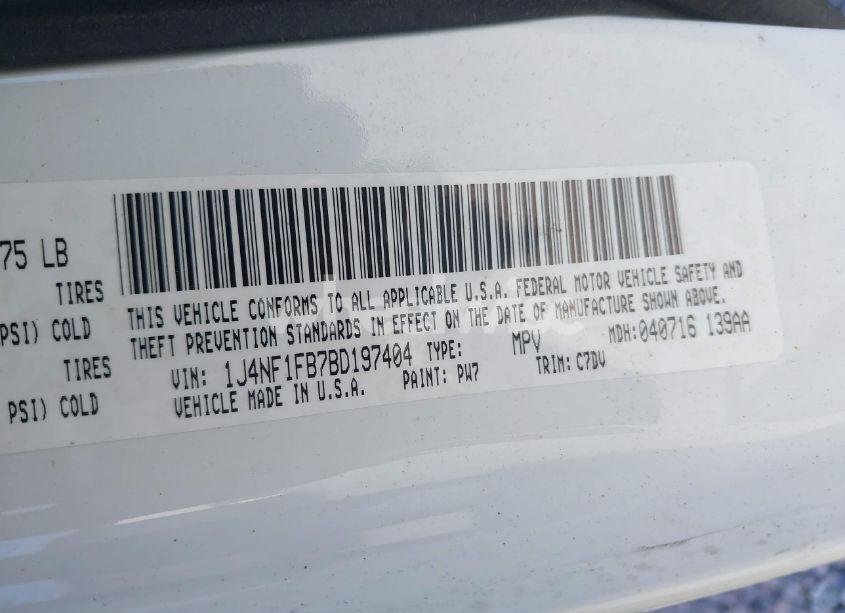 75 LB
TIRES
PSI) COLD
TIRES
PSI) COLD
THIS VEHICLE CONFORMS TO ALL APPLICABLE U.S.A. FEDERAL MOTOR VEHICLE SAFETY AND
THEFT PREVENTION STANDARDS IN EFFECT ON THE DATE OF MANUFACTURE SHOWN ABOVE.
VIN: 1J4NF1FB7BD197404 TYPE: MPV MDH:040716 139AA
VEHICLE MADE IN U.S.A. PAINT: PW7 TRIM: C7DV